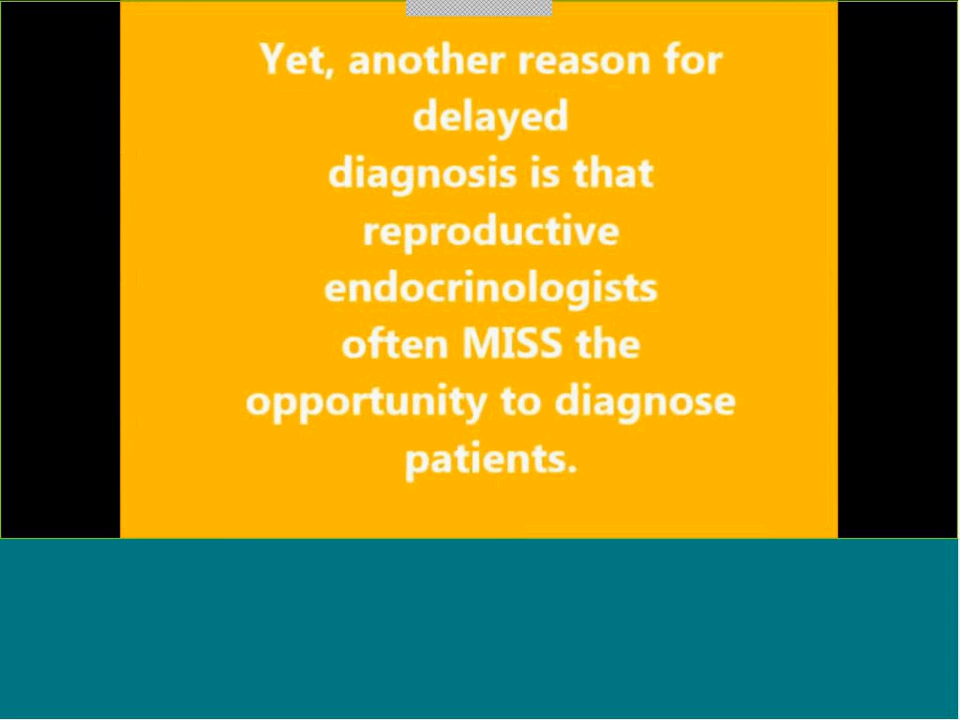 Yet, another reason for
delayed
diagnosis is that
reproductive
endocrinologists
often MISS the
opportunity to diagnose
patients.